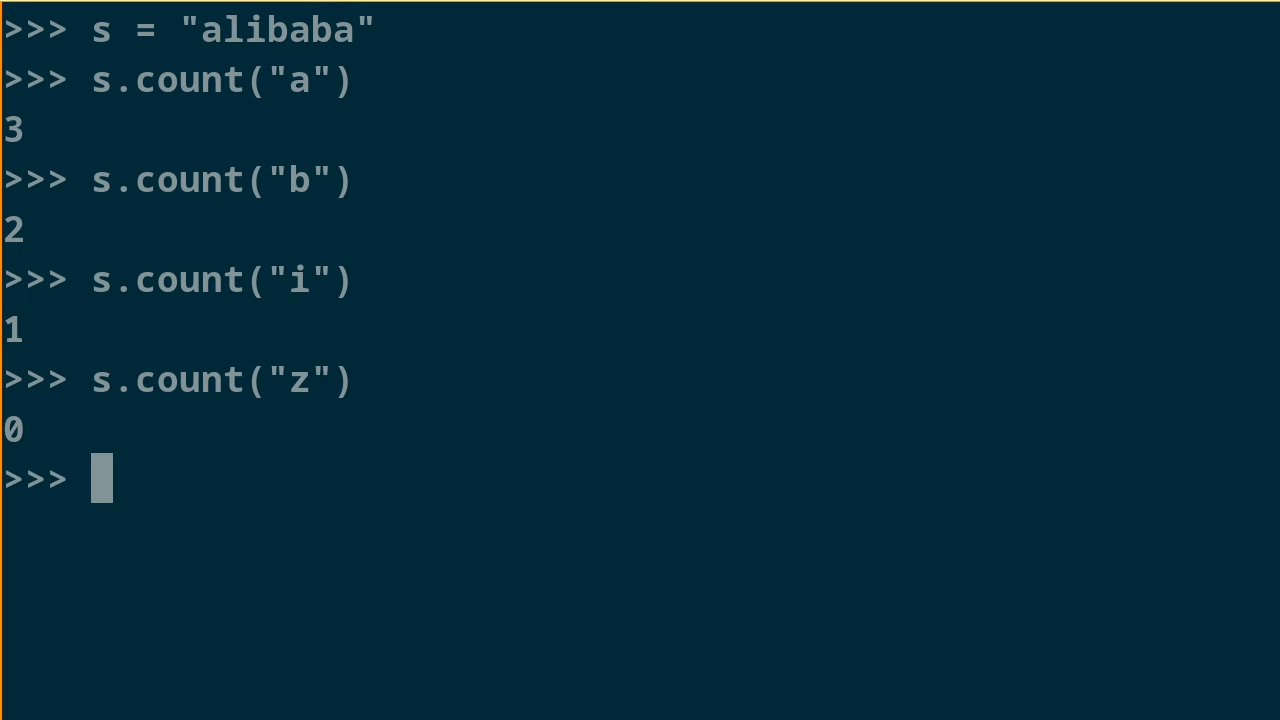 >>> s = "alibaba"
>>> s.count("a")
3
>>> s.count("b")
2
>>> s.count("i")
1
>>> s.count("z")
0
>>>